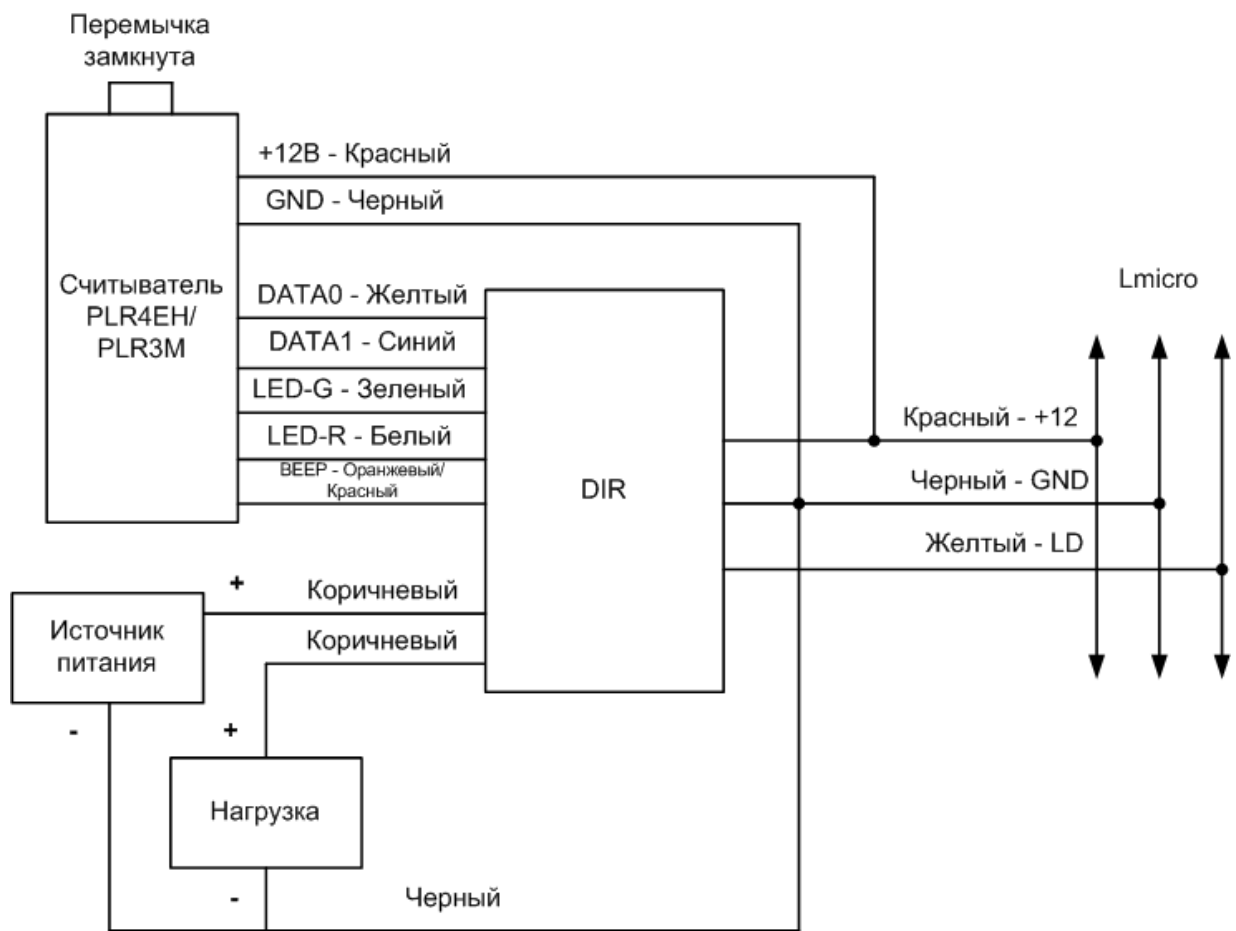 Перемычка
замкнута
+12В - Красный
GND - Черный
Считыватель
PLR4EH/
PLR3M
DATA0 - Желтый
DATA1 - Синий
LED-G - Зеленый
LED-R - Белый
BEEP - Оранжевый/
Красный
DIR
Lmicro
Красный - +12
Черный - GND
Желтый - LD
+
Коричневый
Коричневый
Источник
питания
-
+
Нагрузка
-
Черный